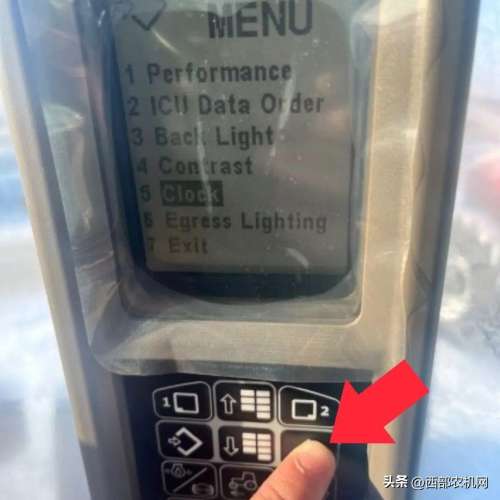 MENU
1 Performance
2 ICU Data Order
3 Back Light
4 Contrast
5 Clock
6 Egress Lighting
7 Exit
1
2
头条 @西部农机网